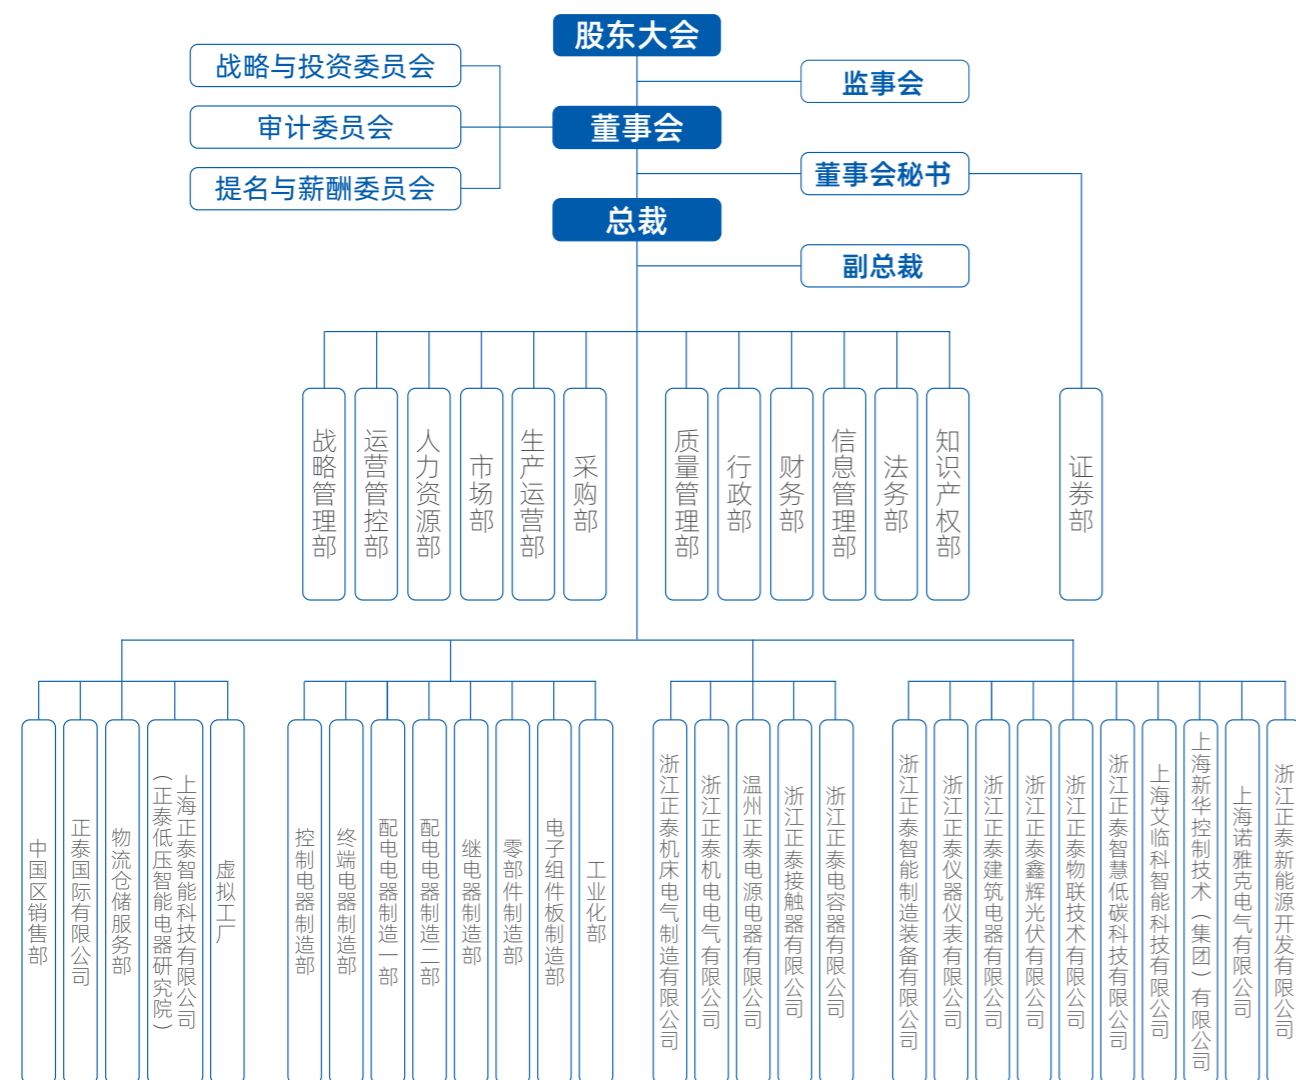 股东大会
战略与投资委员会
监事会
审计委员会
董事会
提名与薪酬委员会
董事会秘书
总裁
副总裁
战略管理部
运营管控部
人力资源部
市场部
生产运营部
采购部
质量管理部
行政部
财务部
信息管理部
法务部
知识产权部
证券部
中国区销售部
正泰国际有限公司
物流仓储服务部
上海正泰智能科技有限公司
（正泰低压智能电器研究院）
虚拟工厂
控制电器制造部
终端电器制造部
配电电器制造一部
配电电器制造二部
继电器制造部
零部件制造部
电子组件板制造部
工业化部
浙江正泰机床电气制造有限公司
浙江正泰机电电气有限公司
温州正泰电源电器有限公司
浙江正泰接触器有限公司
浙江正泰电容器有限公司
浙江正泰智能制造装备有限公司
浙江正泰仪器仪表有限公司
浙江正泰建筑电器有限公司
浙江正泰鑫辉光伏有限公司
浙江正泰物联技术有限公司
浙江正泰智慧低碳科技有限公司
上海艾临科智能科技有限公司
上海新华控制技术（集团）有限公司
上海诺雅克电气有限公司
浙江正泰新能源开发有限公司